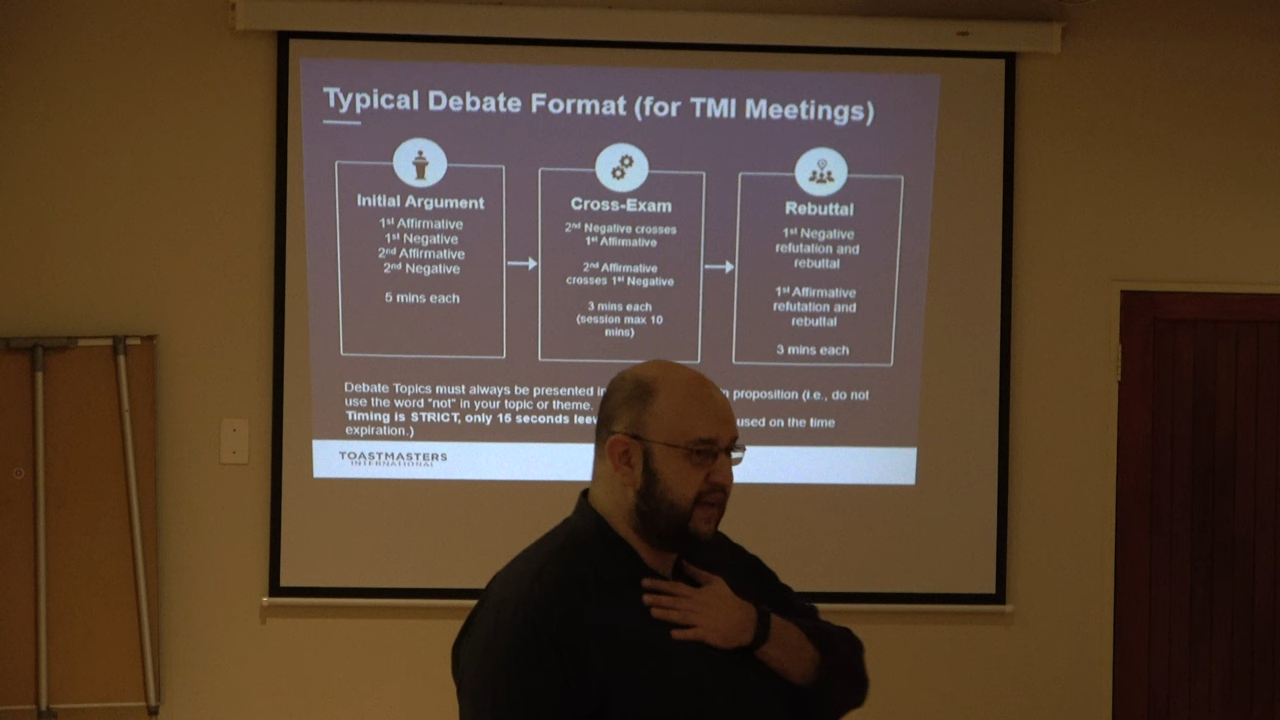 Typical Debate Format (for TMI Meetings)
Initial Argument
1st Affirmative
1st Negative
2nd Affirmative
2nd Negative
5 mins each
Cross-Exam
2nd Negative crosses
1st Affirmative
2nd Affirmative
crosses 1st Negative
3 mins each
(session max 10
mins)
Rebuttal
1st Negative
refutation and
rebuttal
1st Affirmative
refutation and
rebuttal
3 mins each
Debate Topics must always be presented in proposition (i.e., do not
use the word "not" in your topic or theme.
Timing is STRICT, only 15 seconds used on the time
expiration.)
TOASTMASTERS
INTERNATIONAL